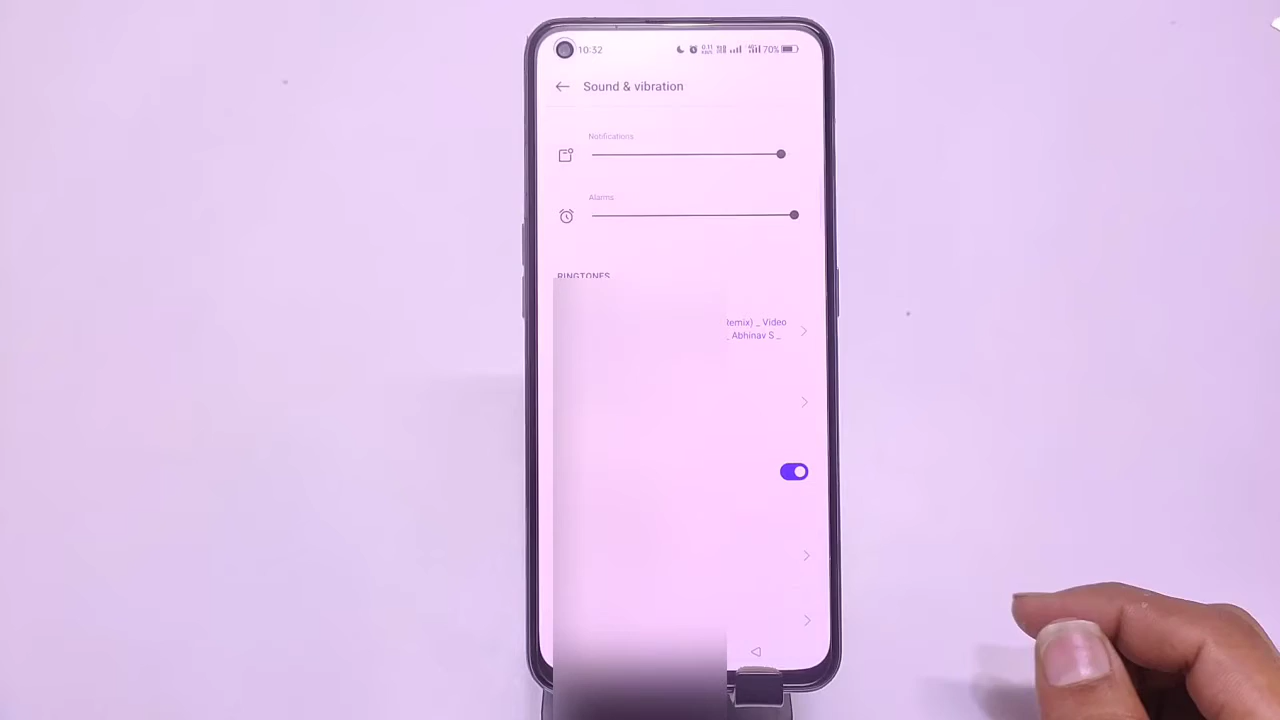 10:32
70%
Sound & vibration
Notifications
Alarms
RINGTONES
Remix) _ Video
_ Abhinav S _